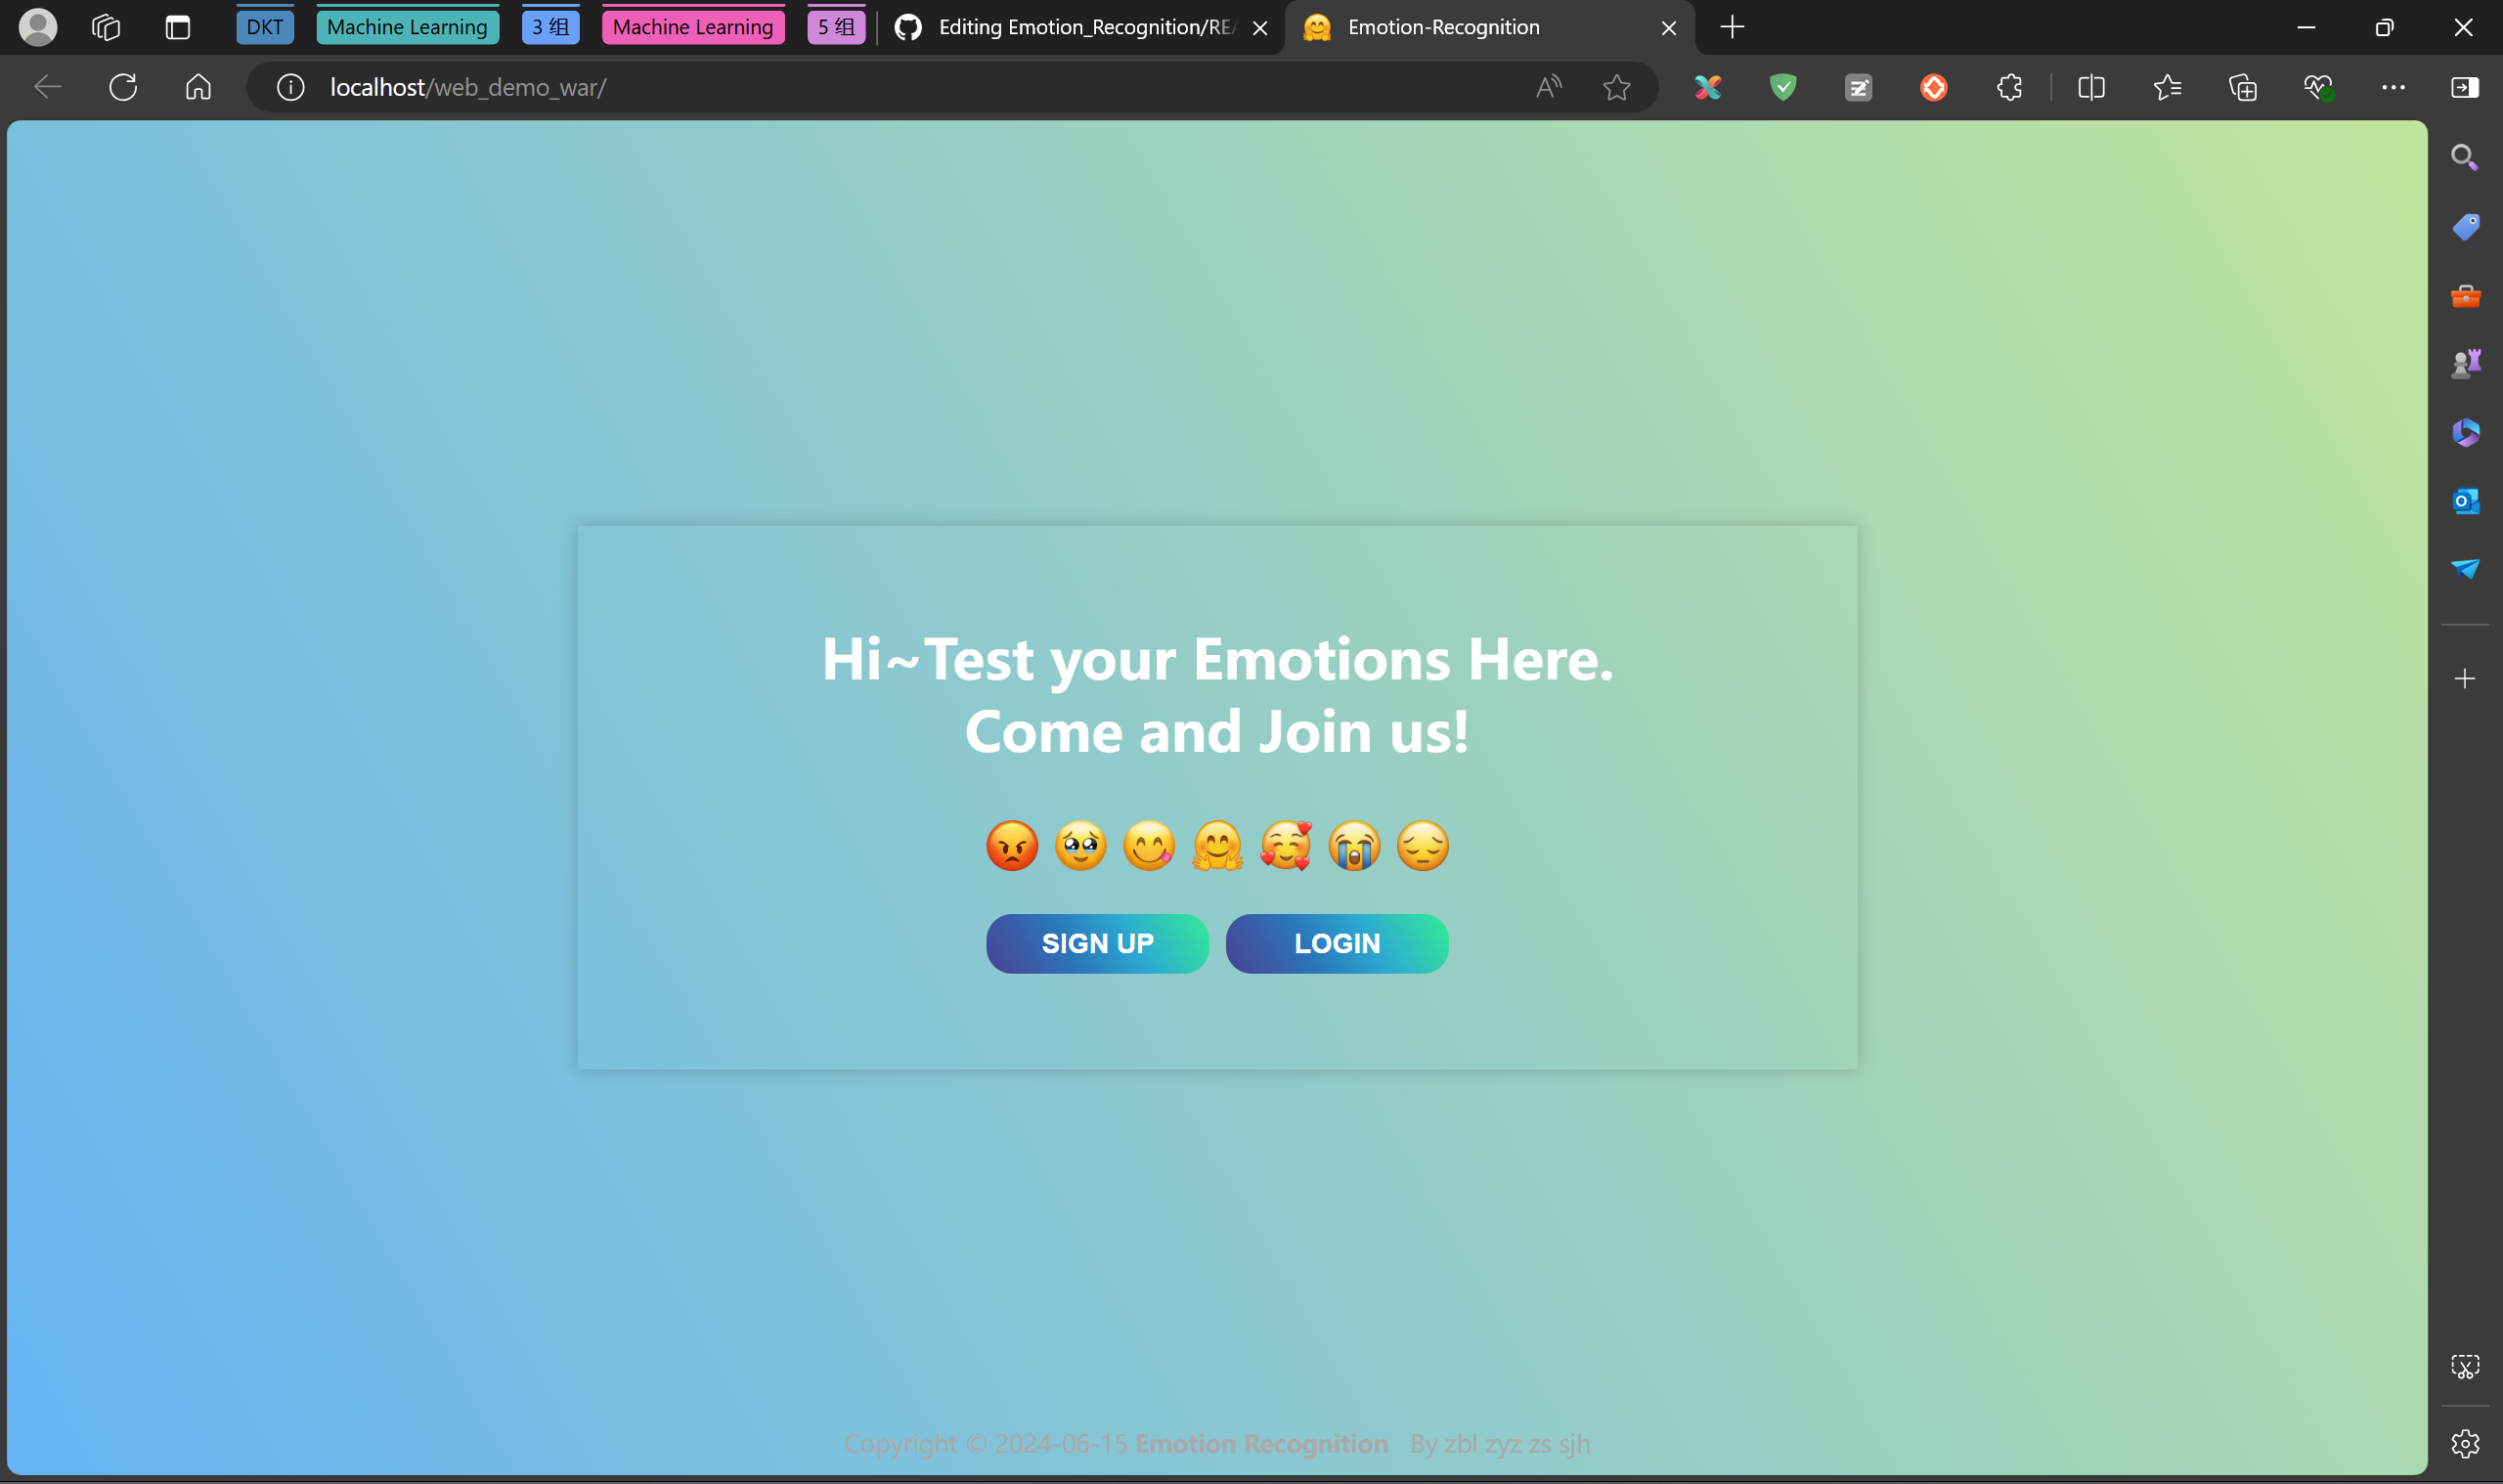 DKT Machine Learning 3 组 Machine Learning 5 组 Editing Emotion_Recognition/RE Emotion-Recognition
localhost/web_demo_war/
Hi~Test your Emotions Here.
Come and Join us!
SIGN UP LOGIN
Copyright © 2024-06-15 Emotion Recognition By zbl zyz zs sjh